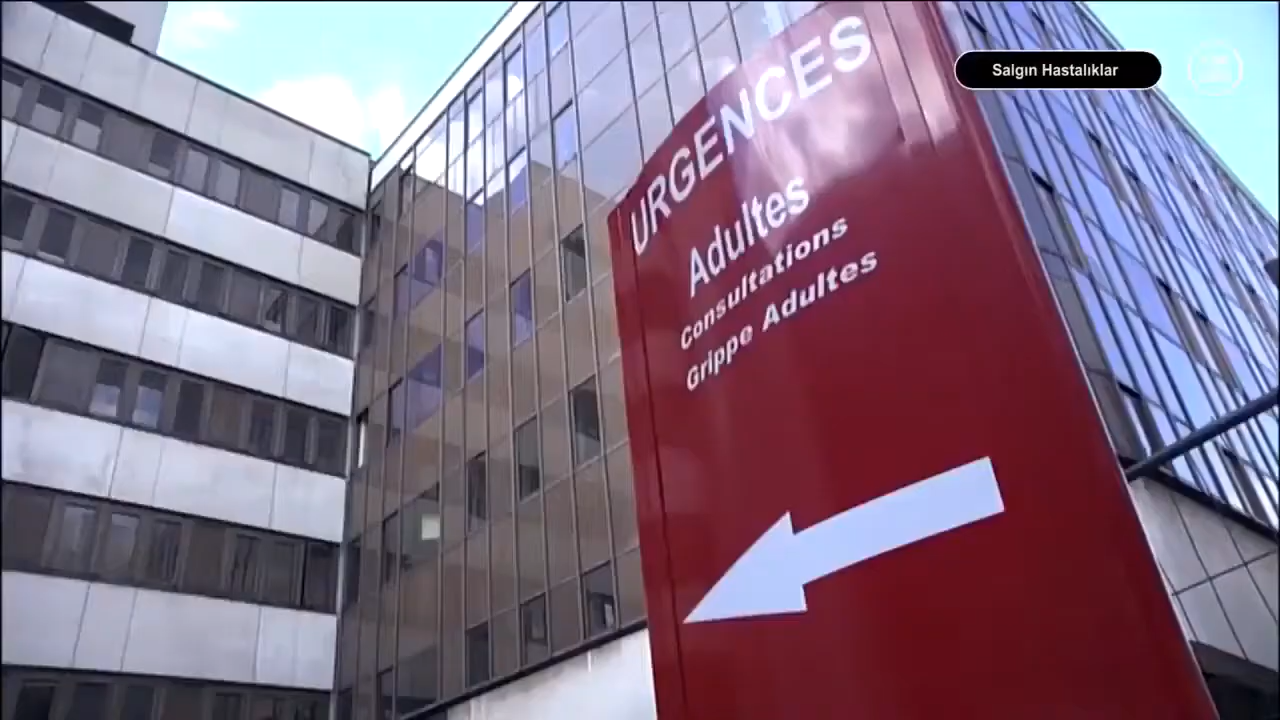 Salgın Hastalıklar
URGENCES
Adultes
Consultations
Grippe Adultes